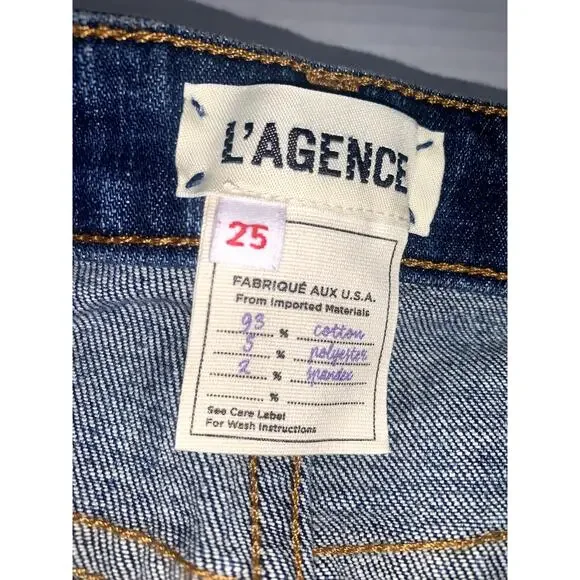 L'AGENCE
25
FABRIQUÉ AUX U.S.A.
From Imported Materials
93 % cotton
5 % polyester
2 % spandex
%
See Care Label
For Wash Instructions